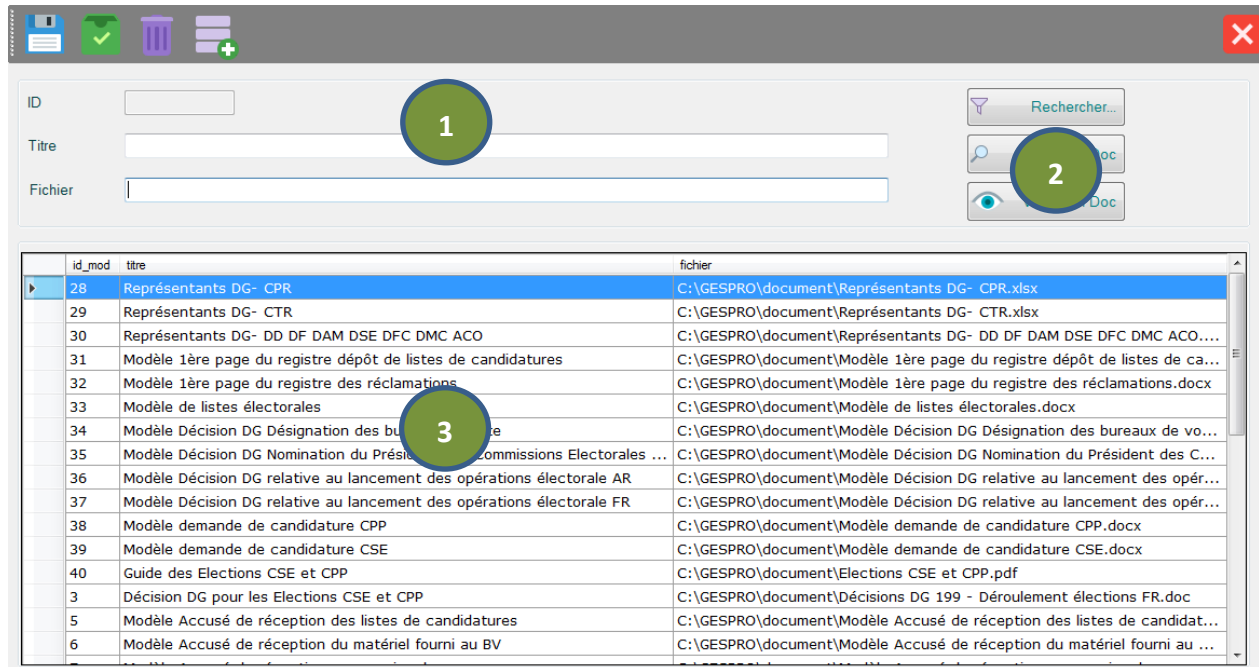 ID
1
Rechercher...
Titre
Doc
2
Fichier
Doc
id_mod titre fichier
28 Représentants DG- CPR C:\GESPRO\document\Représentants DG- CPR.xlsx
29 Représentants DG- CTR C:\GESPRO\document\Représentants DG- CTR.xlsx
30 Représentants DG- DD DF DAM DSE DFC DMC ACO C:\GESPRO\document\Représentants DG- DD DF DAM DSE DFC DMC ACO....
31 Modèle 1ère page du registre dépôt de listes de candidatures C:\GESPRO\document\Modèle 1ère page du registre dépôt de listes de ca...
32 Modèle 1ère page du registre des réclamations C:\GESPRO\document\Modèle 1ère page du registre des réclamations.docx
33 Modèle de listes électorales C:\GESPRO\document\Modèle de listes électorales.docx
34 Modèle Décision DG Désignation des C:\GESPRO\document\Modèle Décision DG Désignation des bureaux de vo...
3
35 Modèle Décision DG Nomination du Commissions Electorales ... C:\GESPRO\document\Modèle Décision DG Nomination du Président des C...
36 Modèle Décision DG relative au lancement des opérations électorale AR C:\GESPRO\document\Modèle Décision DG relative au lancement des opér...
37 Modèle Décision DG relative au lancement des opérations électorale FR C:\GESPRO\document\Modèle Décision DG relative au lancement des opér...
38 Modèle demande de candidature CPP C:\GESPRO\document\Modèle demande de candidature CPP.docx
39 Modèle demande de candidature CSE C:\GESPRO\document\Modèle demande de candidature CSE.docx
40 Guide des Elections CSE et CPP C:\GESPRO\document\Elections CSE et CPP.pdf
3 Décision DG pour les Elections CSE et CPP C:\GESPRO\document\Décisions DG 199 - Déroulement élections FR.doc
5 Modèle Accusé de réception des listes de candidatures C:\GESPRO\document\Modèle Accusé de réception des listes de candidat...
6 Modèle Accusé de réception du matériel fourni au BV C:\GESPRO\document\Modèle Accusé de réception du matériel fourni au ...